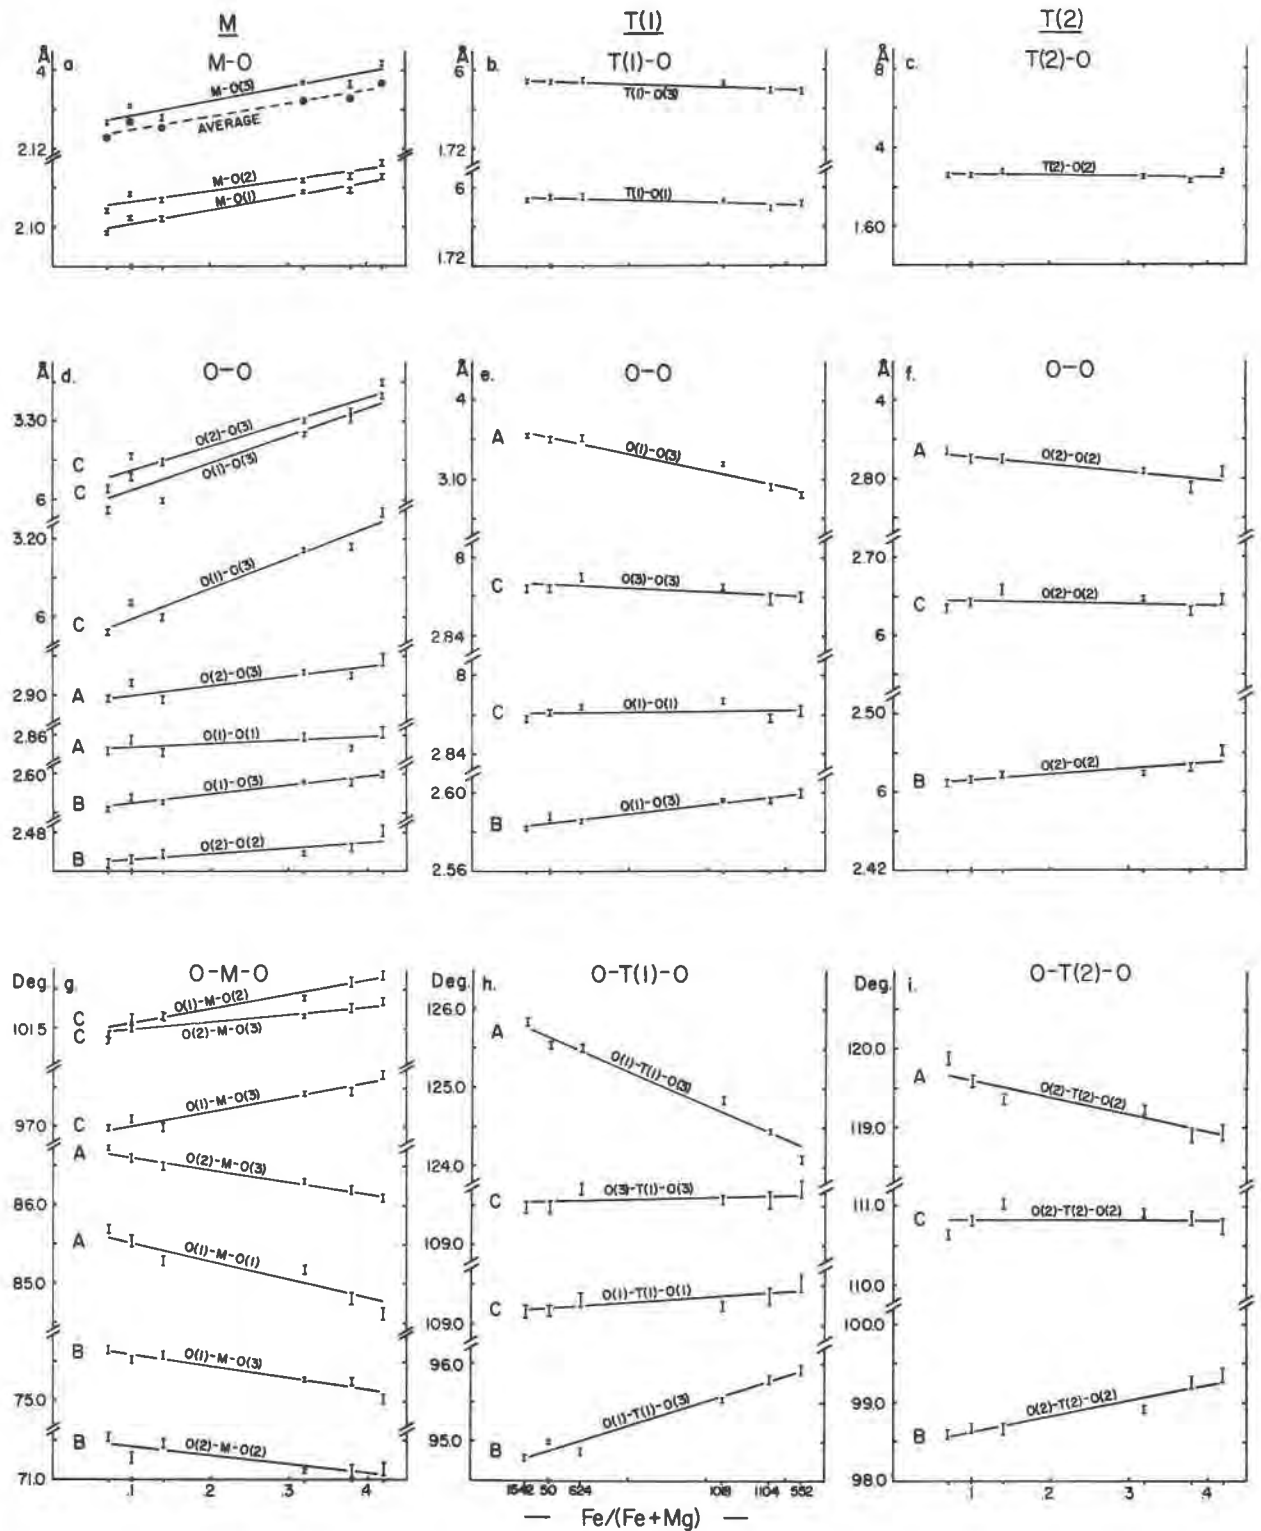 M T(1) T(2)
Å a. M-O b. Å T(1)-O c. Å T(2)-O
4 M-O(3) 6 T(1)-O(3) 8
AVERAGE
2.12 1.72 4
M-O(2) 6 T(1)-O(1) T(2)-O(2)
M-O(1)
2.10 1.72 1.60
Å d. O-O Å e. O-O Å f. O-O
3.30 O(2)-O(3) 4 4
C O(1)-O(3) A O(1)-O(3) A O(2)-O(2)
C 3.10 2.80
6
3.20 8 2.70
O(1)-O(3) C O(3)-O(3) C O(2)-O(2)
6 2.84 6
C
A O(2)-O(3) 8
2.90 C O(1)-O(1) 2.50
2.86
A O(1)-O(1) 2.84 B O(2)-O(2)
2.60 2.60 6
B O(1)-O(3) B O(1)-O(3)
2.48
B O(2)-O(2) 2.56 2.42
Deg. g. O-M-O Deg. h. O-T(1)-O Deg. i. O-T(2)-O
C O(1)-M-O(2) 126.0
101.5 A 120.0
C O(2)-M-O(3) O(1)-T(1)-O(3) A O(2)-T(2)-O(2)
125.0
C O(1)-M-O(3) 119.0
97.0
A O(2)-M-O(3) 124.0
86.0 C O(3)-T(1)-O(3) 111.0
A O(1)-M-O(1) 109.0 C O(2)-T(2)-O(2)
85.0 110.0
C O(1)-T(1)-O(1) 100.0
109.0
B O(1)-M-O(3) 96.0
75.0 O(1)-T(1)-O(3) 99.0 O(2)-T(2)-O(2)
B O(2)-M-O(2) 95.0 B
71.0 B 98.0
.1 .2 .3 .4 1542 50 624 108 1104 552 .1 .2 .3 .4
— Fe/(Fe+Mg) —